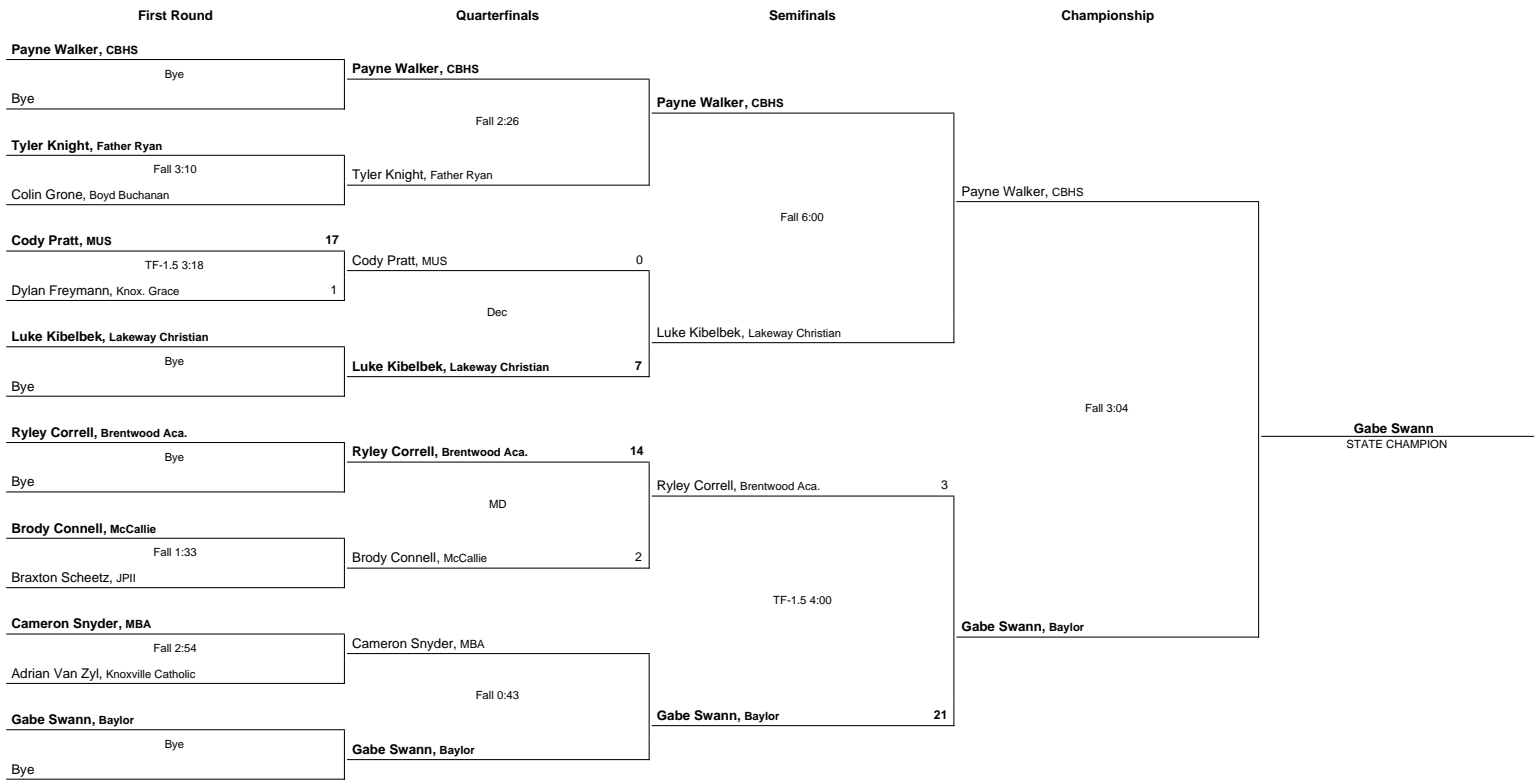 First Round
Quarterfinals
Semifinals
Championship
Payne Walker, CBHS
Bye
Bye
Tyler Knight, Father Ryan
Fall 3:10
Colin Grone, Boyd Buchanan
Cody Pratt, MUS 17
TF-1.5 3:18
Dylan Freymann, Knox. Grace 1
Luke Kibelbek, Lakeway Christian
Bye
Bye
Ryley Correll, Brentwood Aca.
Bye
Bye
Brody Connell, McCallie
Fall 1:33
Braxton Scheetz, JPII
Cameron Snyder, MBA
Fall 2:54
Adrian Van Zyl, Knoxville Catholic
Gabe Swann, Baylor
Bye
Bye
Payne Walker, CBHS
Fall 2:26
Tyler Knight, Father Ryan
Cody Pratt, MUS 0
Dec
Luke Kibelbek, Lakeway Christian 7
Ryley Correll, Brentwood Aca. 14
MD
Brody Connell, McCallie 2
Cameron Snyder, MBA
Fall 0:43
Gabe Swann, Baylor
Payne Walker, CBHS
Fall 6:00
Luke Kibelbek, Lakeway Christian
Ryley Correll, Brentwood Aca. 3
TF-1.5 4:00
Gabe Swann, Baylor 21
Payne Walker, CBHS
Fall 3:04
Gabe Swann, Baylor
Gabe Swann
STATE CHAMPION